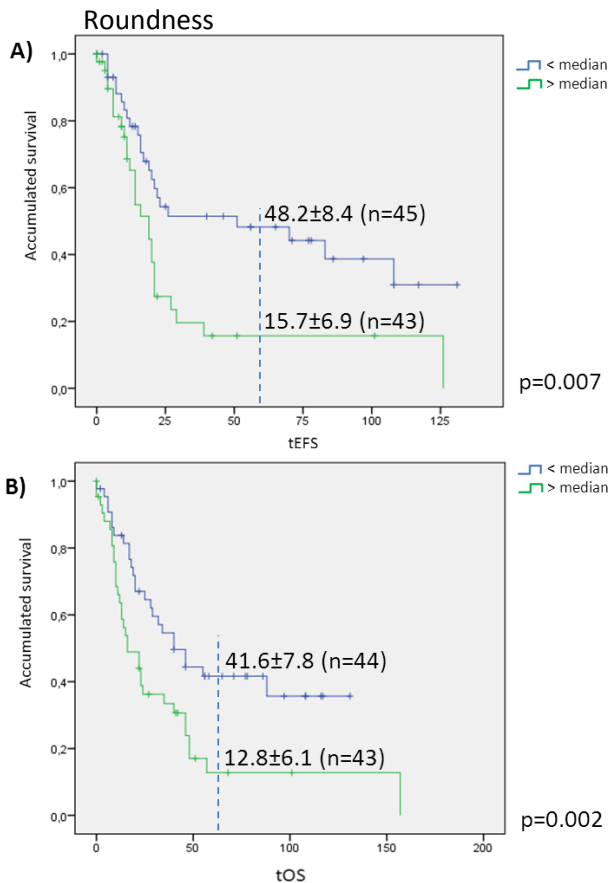 Roundness
A)
< median
> median
1,0
0,8
0,6
0,4
0,2
0,0
Accumulated survival
48.2±8.4 (n=45)
15.7±6.9 (n=43)
p=0.007
0
25
50
75
100
125
tEFS
B)
< median
> median
1,0
0,8
0,6
0,4
0,2
0,0
Accumulated survival
41.6±7.8 (n=44)
12.8±6.1 (n=43)
p=0.002
0
50
100
150
200
tOS